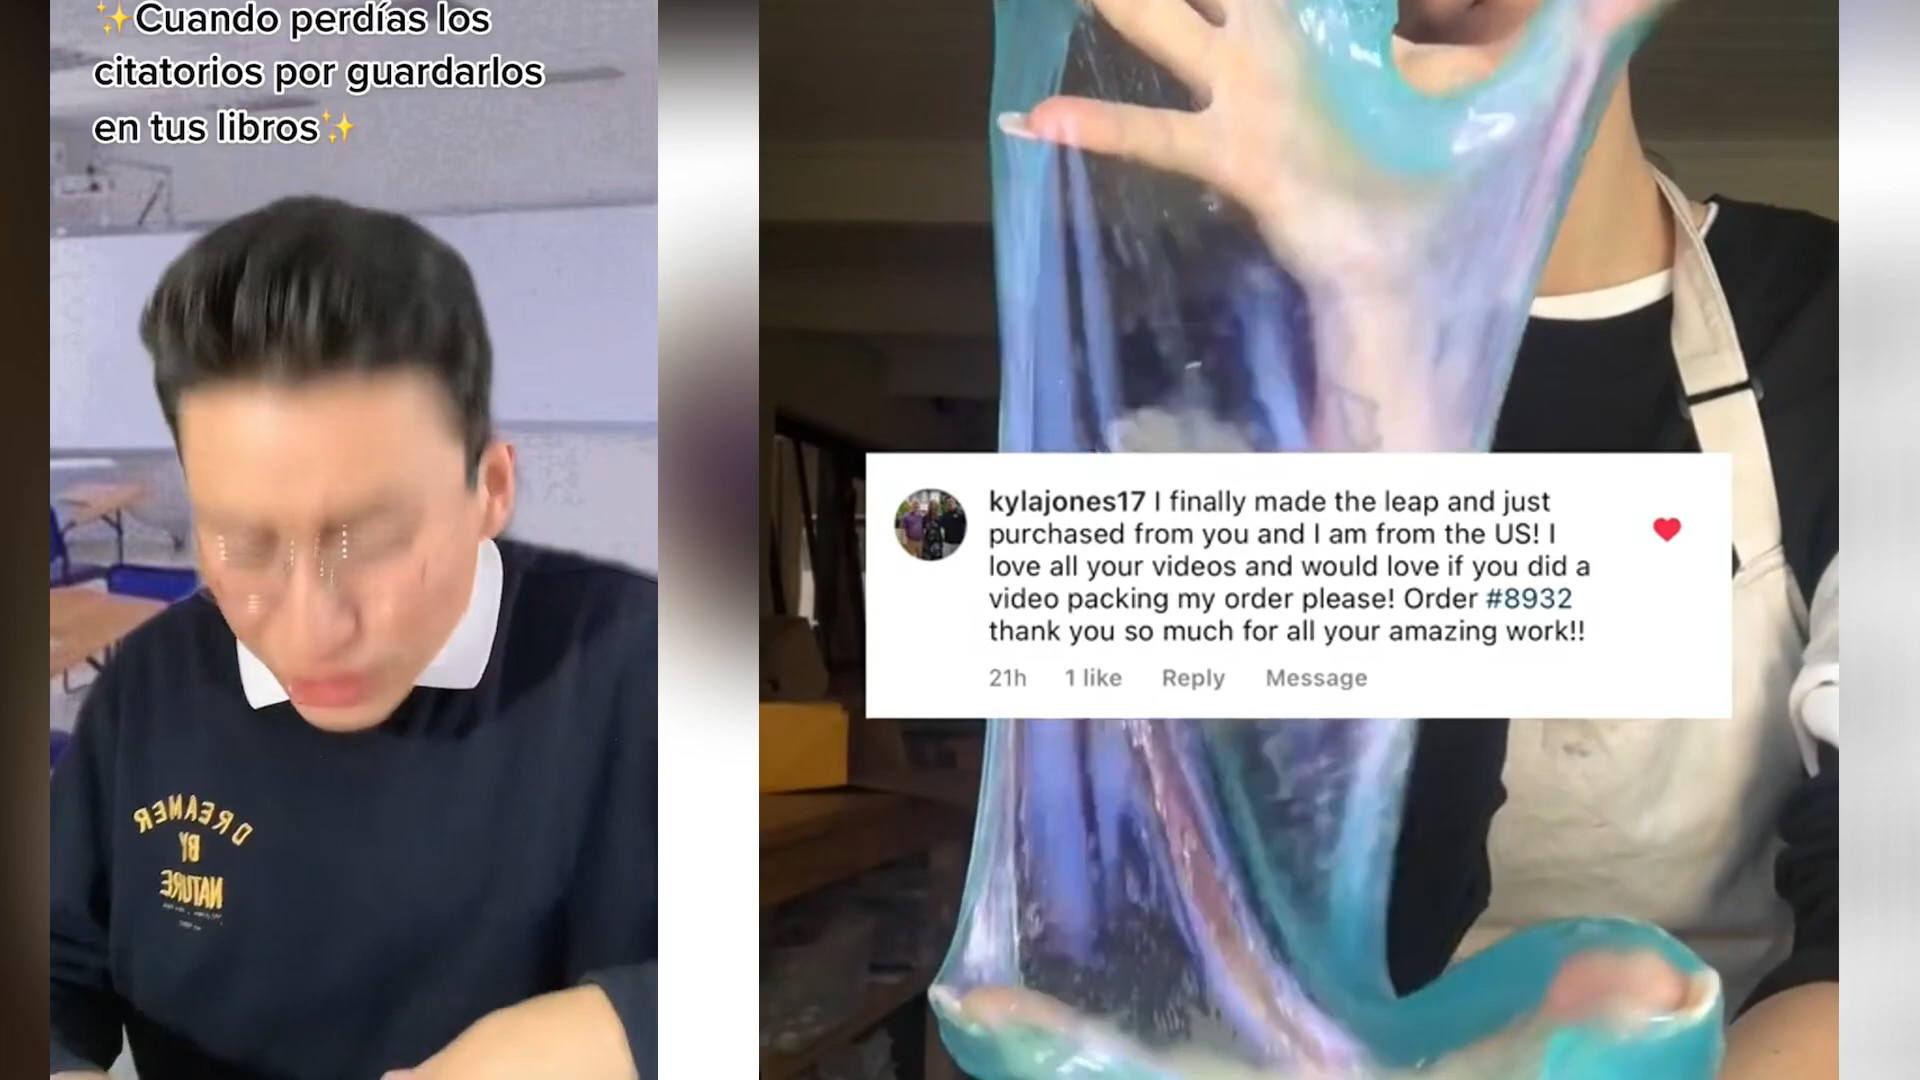 ✨Cuando perdías los
citatorios por guardarlos
en tus libros✨
DREAMER
BY
NATURE
kylajones17 I finally made the leap and just
purchased from you and I am from the US! I
love all your videos and would love if you did a
video packing my order please! Order #8932
thank you so much for all your amazing work!!
21h 1 like Reply Message